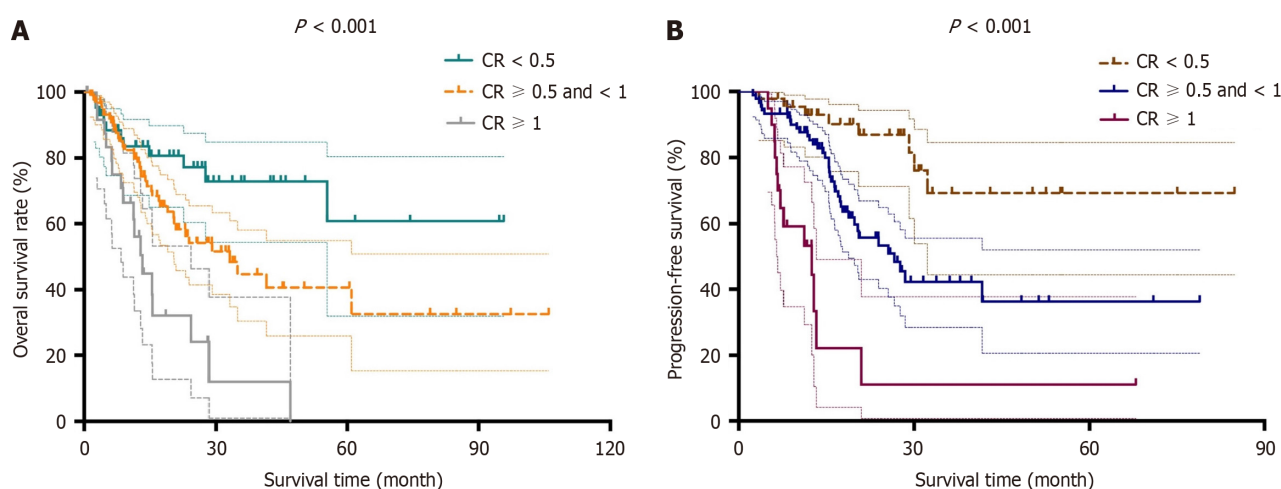 A
P < 0.001
CR < 0.5
CR ⩾ 0.5 and < 1
CR ⩾ 1
Overal survival rate (%)
100
80
60
40
20
0
0 30 60 90 120
Survival time (month)
B
P < 0.001
CR < 0.5
CR ⩾ 0.5 and < 1
CR ⩾ 1
Progression-free survival (%)
100
80
60
40
20
0
0 30 60 90
Survival time (month)